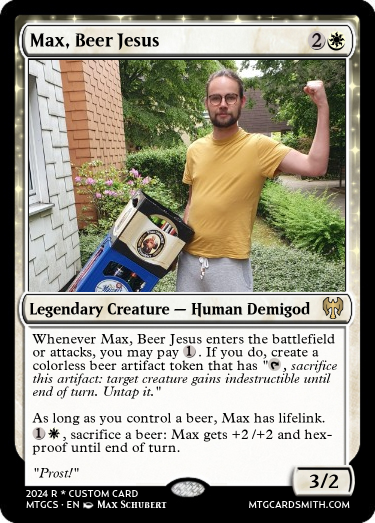 Max, Beer Jesus 2
Legendary Creature — Human Demigod
Whenever Max, Beer Jesus enters the battlefield
or attacks, you may pay 1. If you do, create a
colorless beer artifact token that has ", sacrifice
this artifact: target creature gains indestructible until
end of turn. Untap it."
As long as you control a beer, Max has lifelink.
1, sacrifice a beer: Max gets +2/+2 and hex-
proof until end of turn.
"Prost!"
3/2
2024 R * CUSTOM CARD
MTGCS · EN MAX SCHUBERT
MTGCARDSMITH.COM